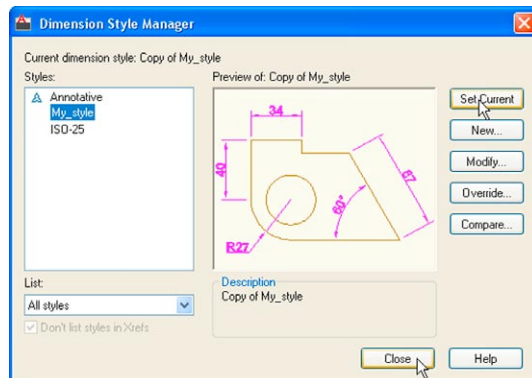 Dimension Style Manager
Current dimension style: Copy of My_style
Styles:
Annotative
My_style
ISO-25
Preview of: Copy of My_style
34
40
R27
60°
67
Set Current
New...
Modify...
Override...
Compare...
List:
All styles
Don't list styles in Xrefs
Description
Copy of My_style
Close
Help